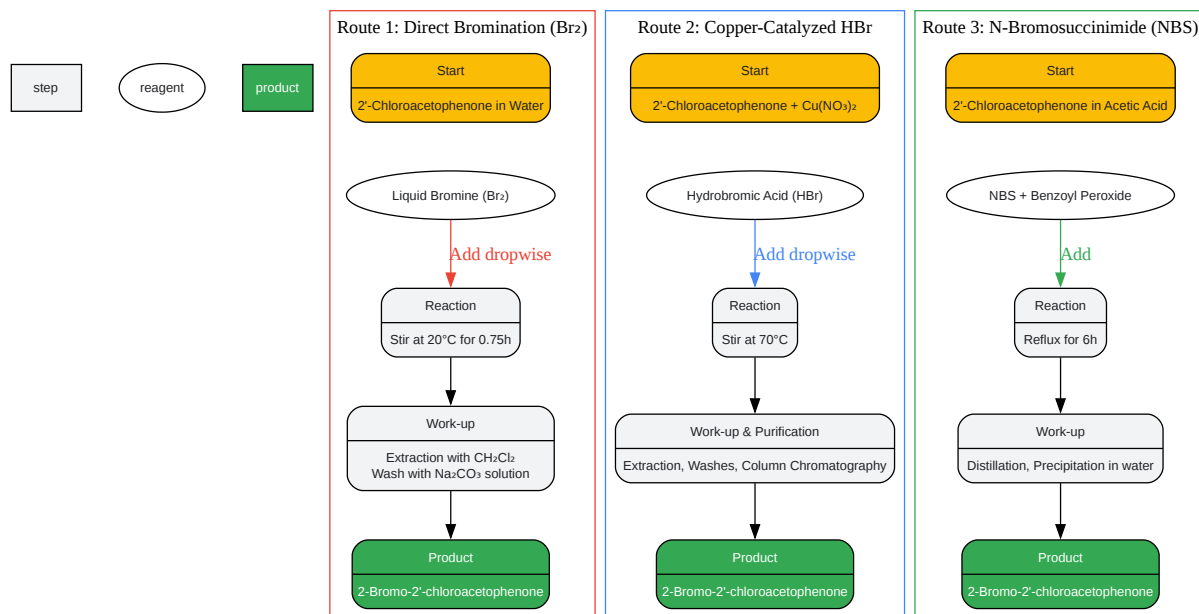 step
reagent
product
Route 1: Direct Bromination (Br₂)
Start
2'-Chloroacetophenone in Water
Liquid Bromine (Br₂)
Add dropwise
Reaction
Stir at 20°C for 0.75h
Work-up
Extraction with CH₂Cl₂
Wash with Na₂CO₃ solution
Product
2-Bromo-2'-chloroacetophenone
Route 2: Copper-Catalyzed HBr
Start
2'-Chloroacetophenone + Cu(NO₃)₂
Hydrobromic Acid (HBr)
Add dropwise
Reaction
Stir at 70°C
Work-up & Purification
Extraction, Washes, Column Chromatography
Product
2-Bromo-2'-chloroacetophenone
Route 3: N-Bromosuccinimide (NBS)
Start
2'-Chloroacetophenone in Acetic Acid
NBS + Benzoyl Peroxide
Add
Reaction
Reflux for 6h
Work-up
Distillation, Precipitation in water
Product
2-Bromo-2'-chloroacetophenone